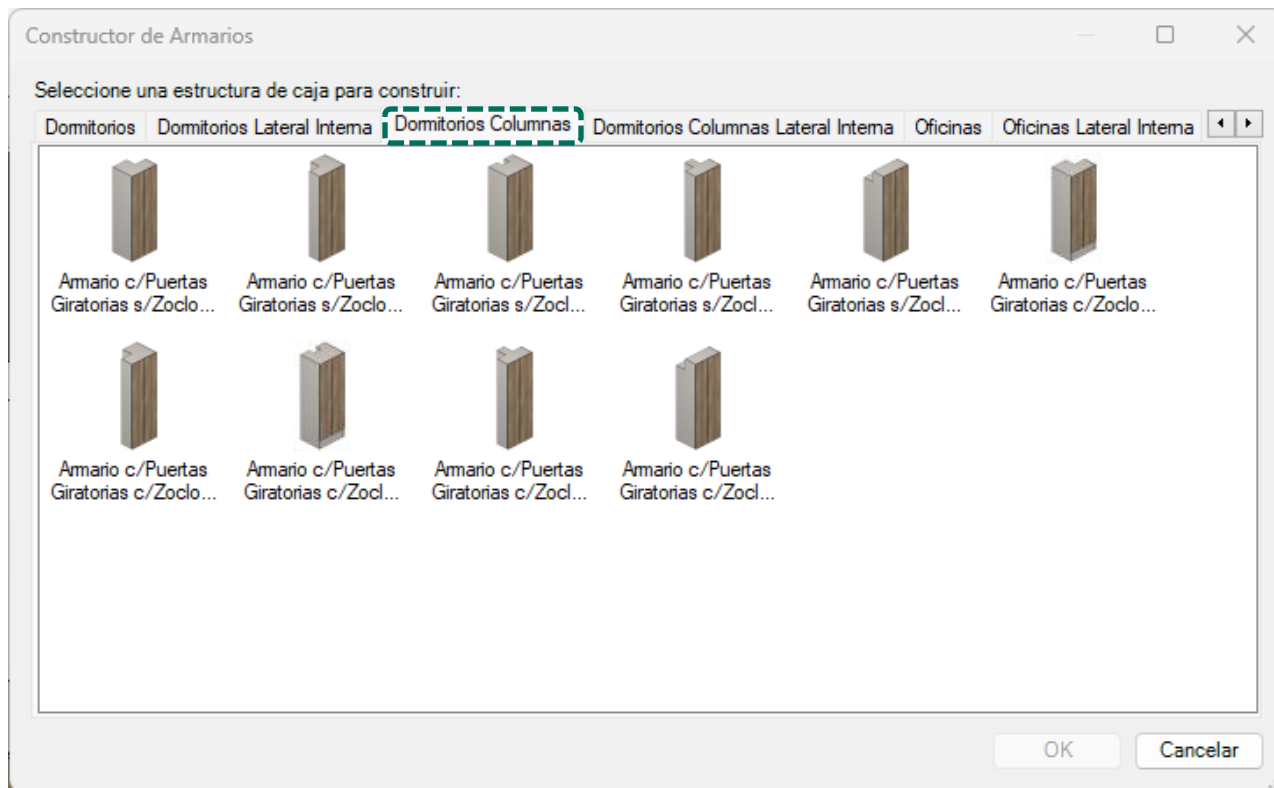 Constructor de Armarios
Seleccione una estructura de caja para construir:
Dormitorios Dormitorios Lateral Interna Dormitorios Columnas Dormitorios Columnas Lateral Interna Oficinas Oficinas Lateral Interna
Armario c/Puertas Armario c/Puertas Armario c/Puertas Armario c/Puertas Armario c/Puertas Armario c/Puertas
Giratorias s/Zoclo... Giratorias s/Zoclo... Giratorias s/Zocl... Giratorias s/Zocl... Giratorias s/Zocl... Giratorias c/Zoclo...
Armario c/Puertas Armario c/Puertas Armario c/Puertas Armario c/Puertas
Giratorias c/Zoclo... Giratorias c/Zocl... Giratorias c/Zocl... Giratorias c/Zocl...
OK Cancelar